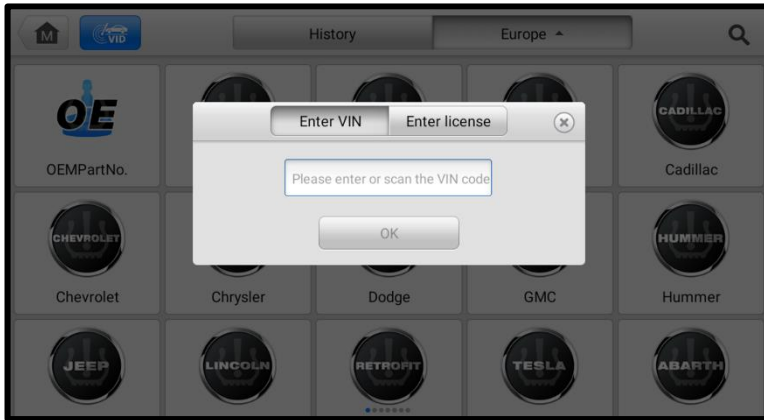 M
VID
History
Europe
OE
CADILLAC
Enter VIN
Enter license
OEMPartNo.
Please enter or scan the VIN code
Cadillac
OK
CHEVROLET
HUMMER
Chevrolet
Chrysler
Dodge
GMC
Hummer
JEEP
LINCOLN
RETROFIT
TESLA
ABARTH